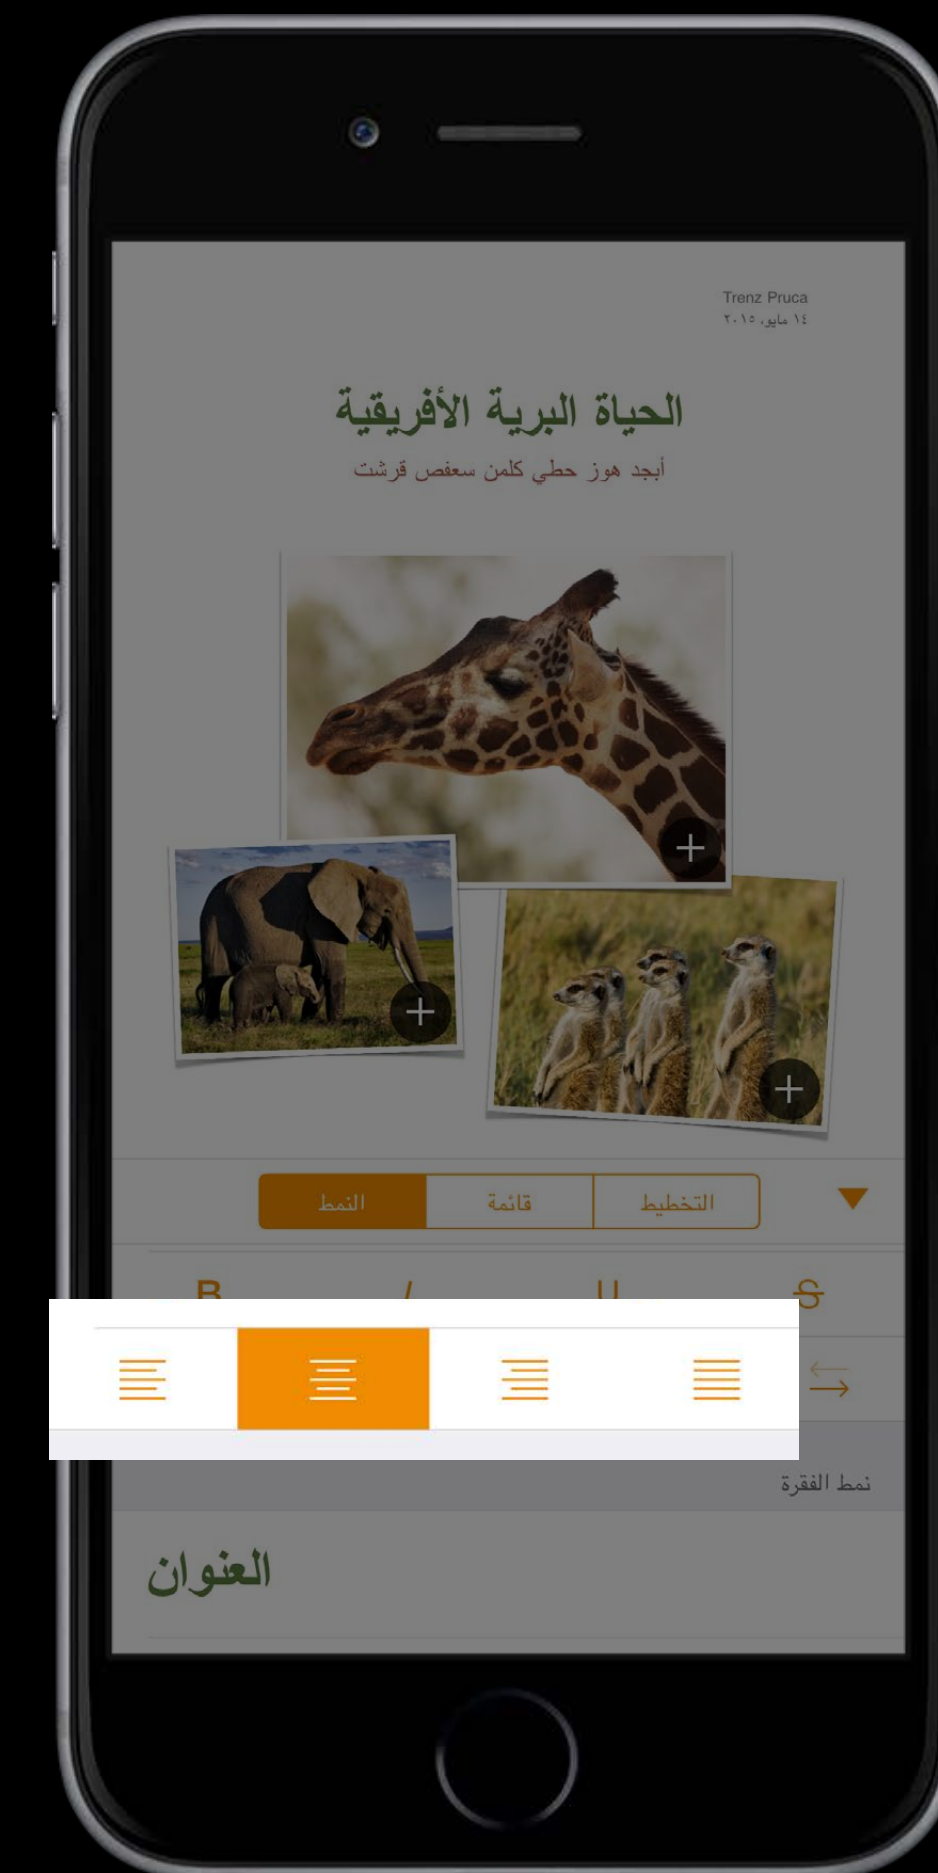 Trenz Pruca
١٤ مايو، ٢٠١٥
الحياة البرية الأفريقية
أبجد هوز حطي كلمن سعفص قرشت
التخطيط قائمة النمط
B I U S
نمط الفقرة
العنوان